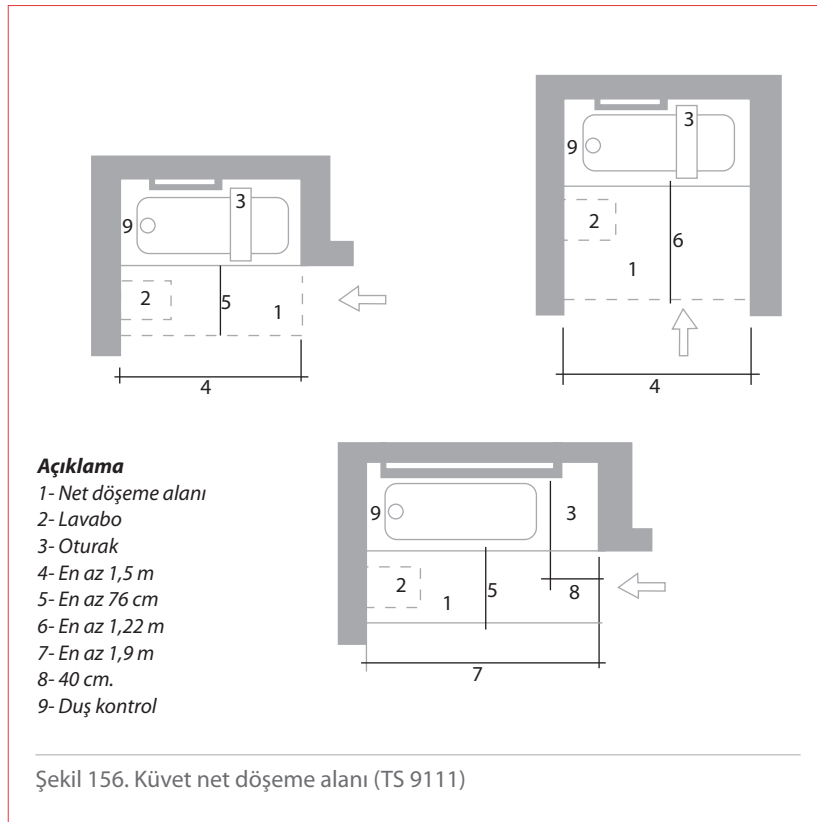 3
9
2
6
1
4
3
9
2
5
1
4
Açıklama
1- Net döşeme alanı
2- Lavabo
3- Oturak
4- En az 1,5 m
5- En az 76 cm
6- En az 1,22 m
7- En az 1,9 m
8- 40 cm.
9- Duş kontrol
9
3
2
1
5
8
7
Şekil 156. Küvet net döşeme alanı (TS 9111)